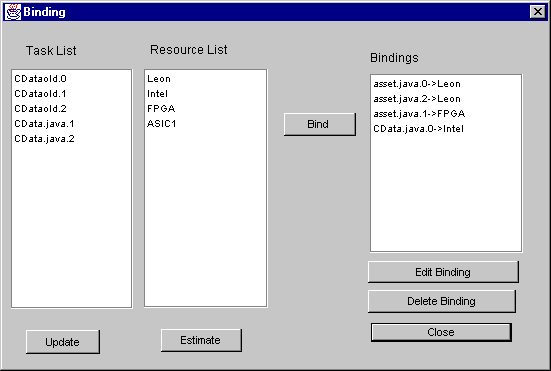 Binding
Task List
Resource List
Bindings
CDataold.0
CDataold.1
CDataold.2
CData.java.1
CData.java.2
Leon
Intel
FPGA
ASIC1
Bind
asset.java.0->Leon
asset.java.2->Leon
asset.java.1->FPGA
CData.java.0->Intel
Edit Binding
Delete Binding
Update
Estimate
Close